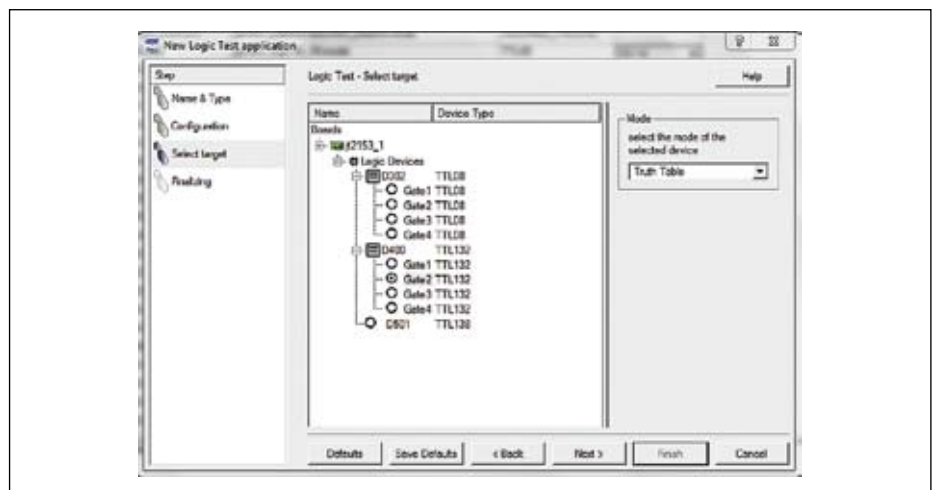 New Logic Test application
Step
Name & Type
Configuration
Select target
Finalizing
Logic Test - Select target
Help
Name
Device Type
Boards
jt2153_1
Logic Devices
D302 TTL08
Gate1 TTL08
Gate2 TTL08
Gate3 TTL08
Gate4 TTL08
D400 TTL132
Gate1 TTL132
Gate2 TTL132
Gate3 TTL132
Gate4 TTL132
D501 TTL138
Mode
select the mode of the
selected device
Truth Table
Defaults
Save Defaults
< Back
Next >
Finish
Cancel